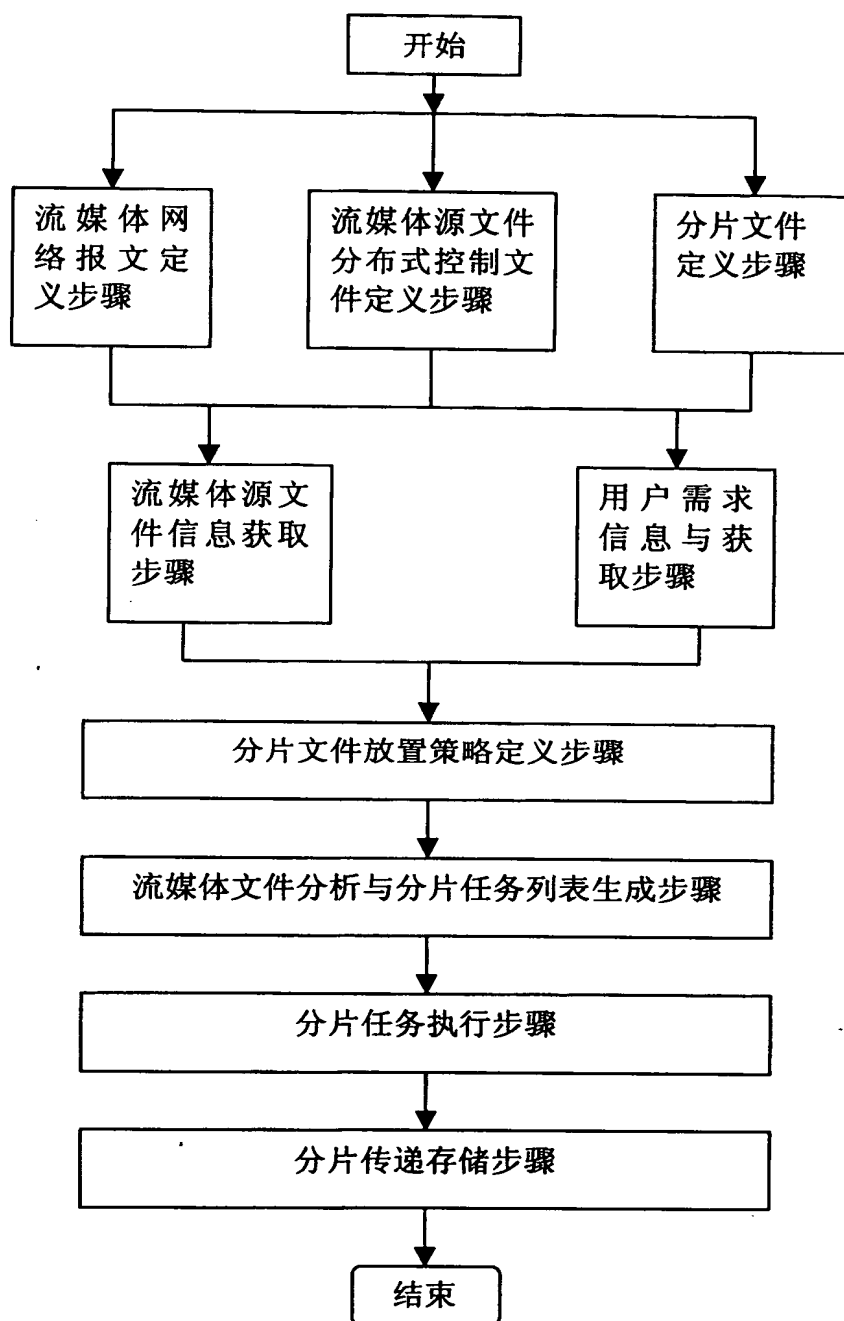 开始
流媒体网
络报文定
义步骤
流媒体源文件
分布式控制文
件定义步骤
分片文件
定义步骤
流媒体源文
件信息获取
步骤
用户需求
信息与获
取步骤
分片文件放置策略定义步骤
流媒体文件分析与分片任务列表生成步骤
分片任务执行步骤
分片传递存储步骤
结束